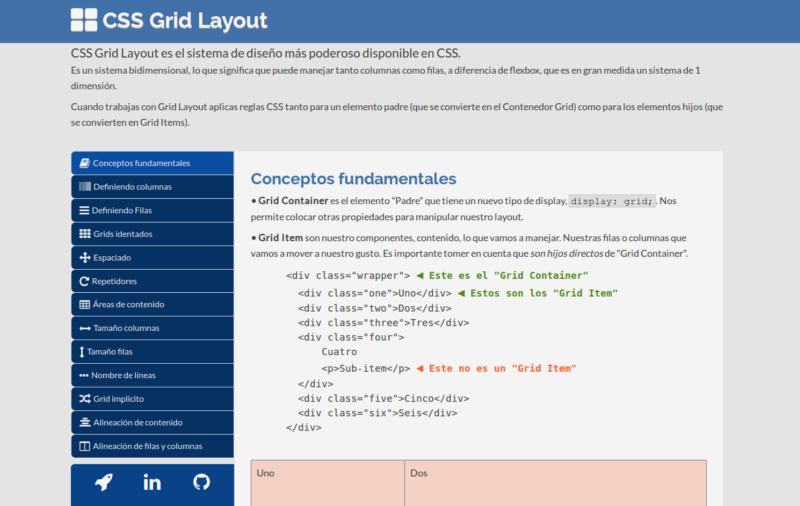 CSS Grid Layout
CSS Grid Layout es el sistema de diseño más poderoso disponible en CSS.
Es un sistema bidimensional, lo que significa que puede manejar tanto columnas como filas, a diferencia de flexbox, que es en gran medida un sistema de 1
dimensión.
Cuando trabajas con Grid Layout aplicas reglas CSS tanto para un elemento padre (que se convierte en el Contenedor Grid) como para los elementos hijos (que
se convierten en Grid Items).
Conceptos fundamentales
Definiendo columnas
Definiendo Filas
Grids identados
Espaciado
Repetidores
Áreas de contenido
Tamaño columnas
Tamaño filas
Nombre de líneas
Grid implícito
Alineación de contenido
Alineación de filas y columnas
Conceptos fundamentales
• Grid Container es el elemento "Padre" que tiene un nuevo tipo de display, display: grid; . Nos
permite colocar otras propiedades para manipular nuestro layout.
• Grid Item son nuestro componentes, contenido, lo que vamos a manejar. Nuestras filas o columnas que
vamos a mover a nuestro gusto. Es importante tomer en cuenta que son hijos directos de "Grid Container".
<div class="wrapper"> ◀ Este es el "Grid Container"
<div class="one">Uno</div> ◀ Estos son los "Grid Item"
<div class="two">Dos</div>
<div class="three">Tres</div>
<div class="four">
Cuatro
<p>Sub-item</p> ◀ Este no es un "Grid Item"
</div>
<div class="five">Cinco</div>
<div class="six">Seis</div>
</div>
Uno
Dos